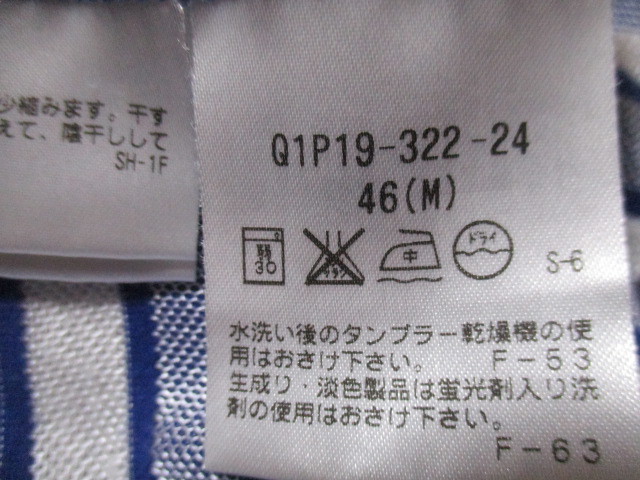 少縮みます。干す
えて、陰干しして
SH-1F
Q1P19-322-24
46(M)
弱 30 中 ドライ S-6
水洗い後のタンブラー乾燥機の使
用はおさけ下さい。 F-53
生成り・淡色製品は蛍光剤入り洗
剤の使用はおさけ下さい。
F-63